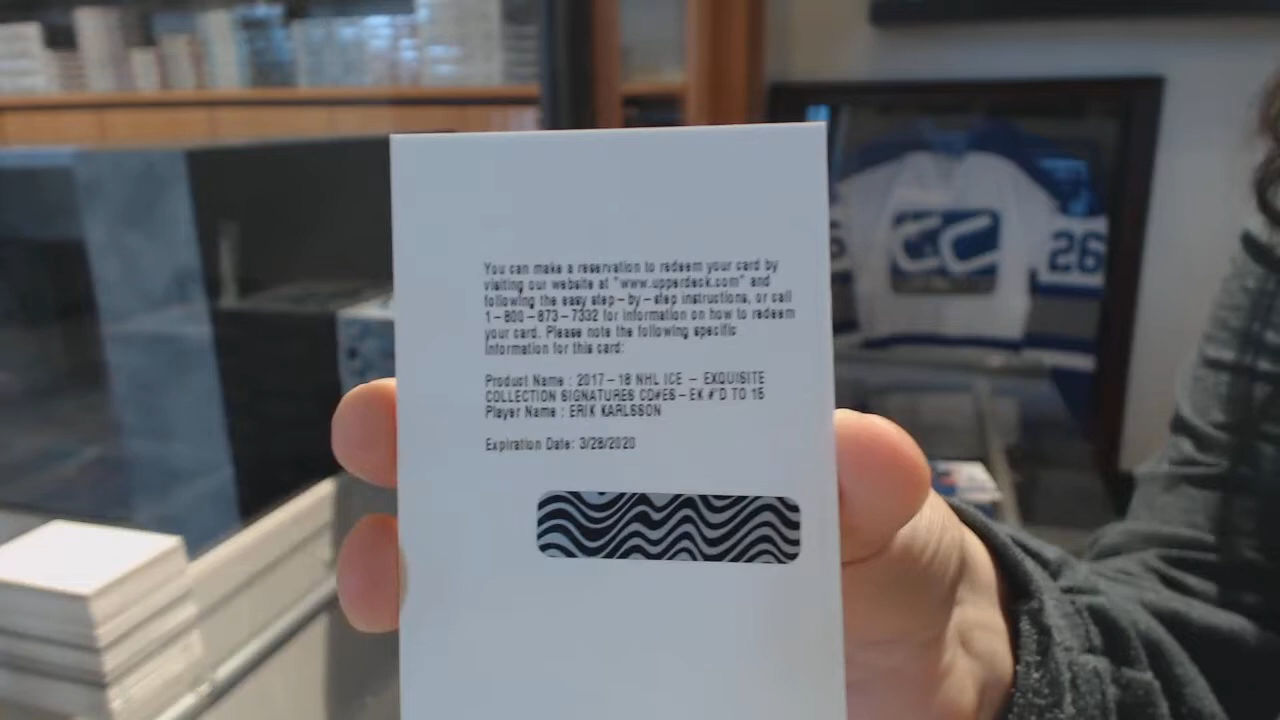 You can make a reservation to redeem your card by
visiting our website at "www.upperdeck.com" and
following the easy step-by-step instructions, or call
1-800-873-7332 for information on how to redeem
your card. Please note the following specific
information for this card:
Product Name : 2017-18 NHL ICE - EXQUISITE
COLLECTION SIGNATURES CD#ES-EK #'D TO 15
Player Name : ERIK KARLSSON
Expiration Date: 3/28/2020
CC
26